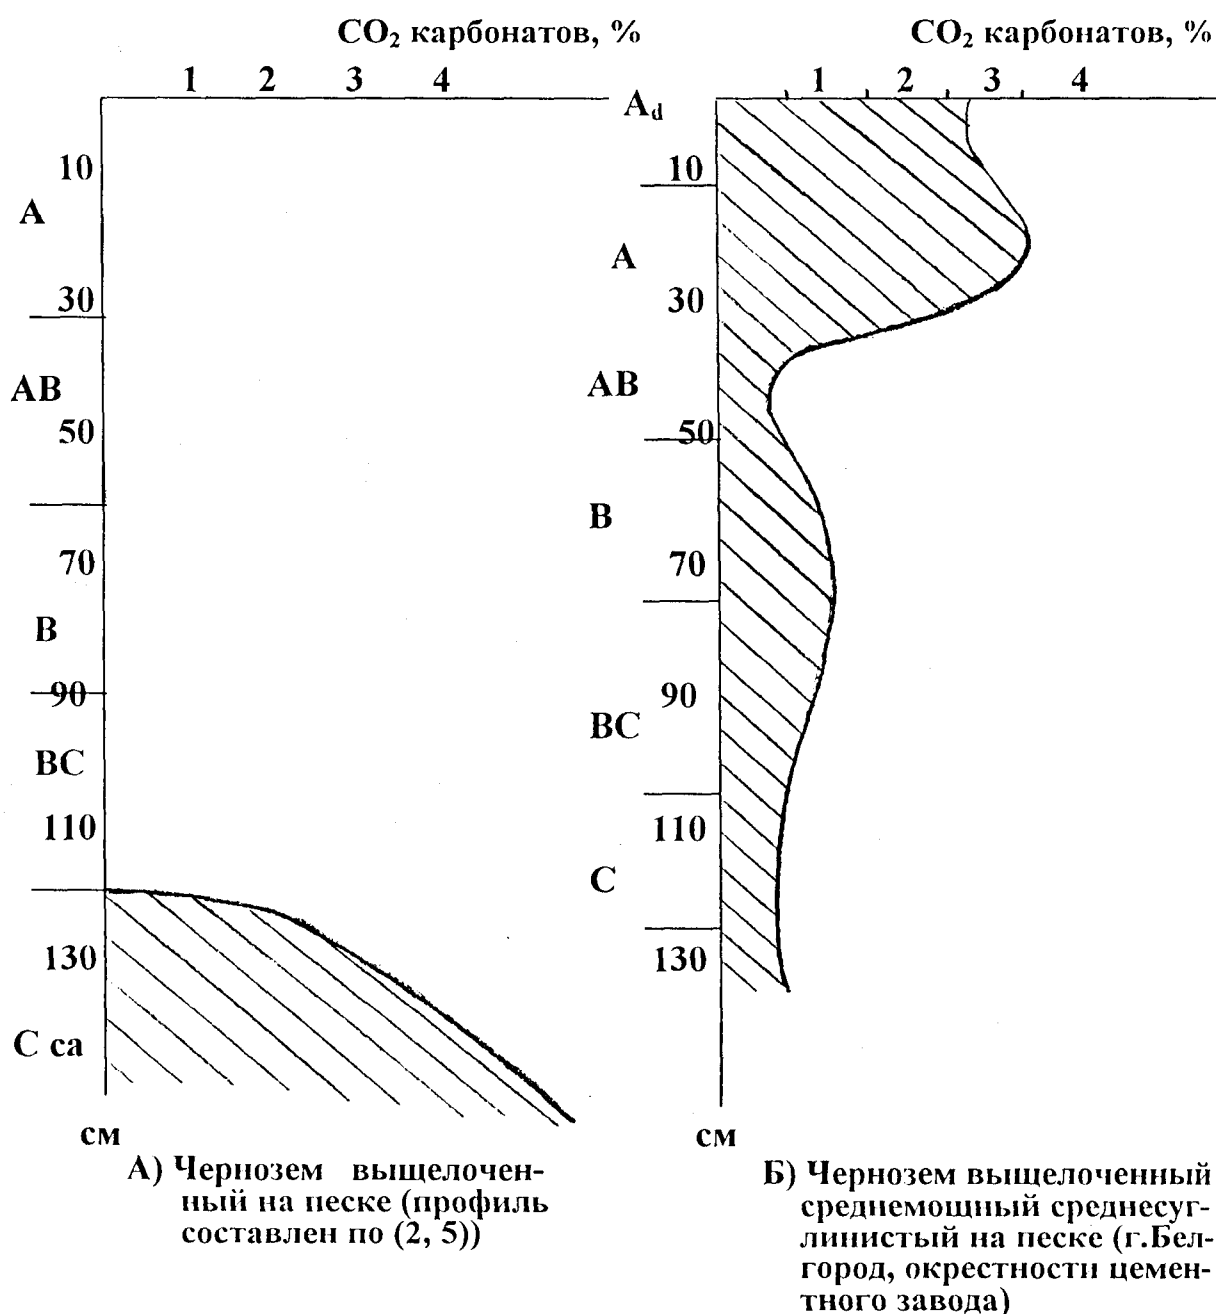 CO₂ карбонатов, %
1 2 3 4
10
A
30
AB
50
70
B
90
BC
110
130
C ca
см
А) Чернозем выщелочен-
ный на песке (профиль
составлен по (2, 5))
CO₂ карбонатов, %
1 2 3 4
Ad
10
A
30
AB
50
B
70
90
BC
110
C
130
см
Б) Чернозем выщелоченный
среднемощный среднесуг-
линистый на песке (г.Бел-
город, окрестности цемен-
тного завода)